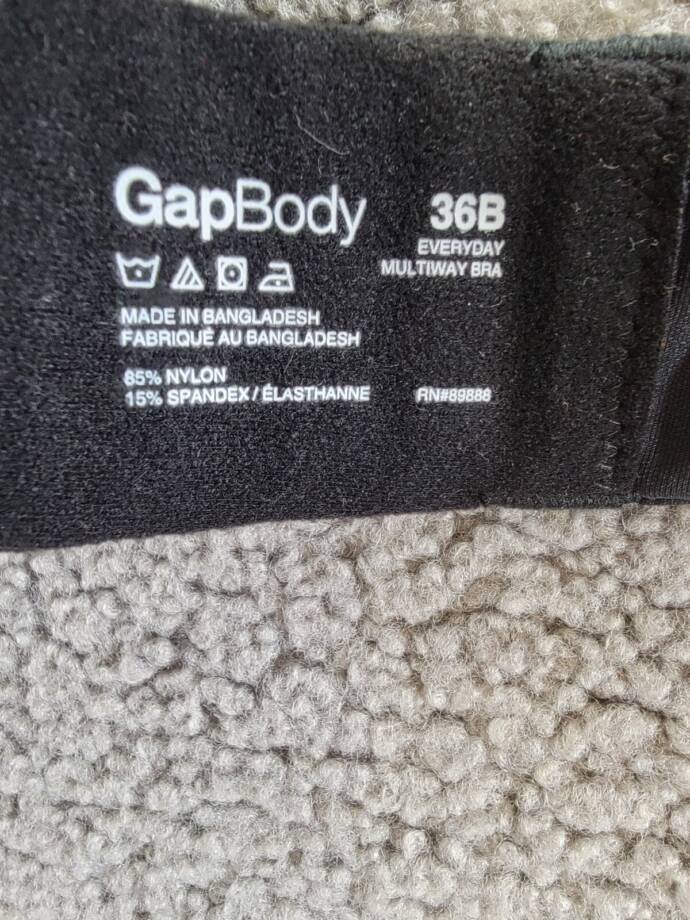 GapBody
36B
EVERYDAY
MULTIWAY BRA
MADE IN BANGLADESH
FABRIQUÉ AU BANGLADESH
85% NYLON
15% SPANDEX / ÉLASTHANNE
RN#89888